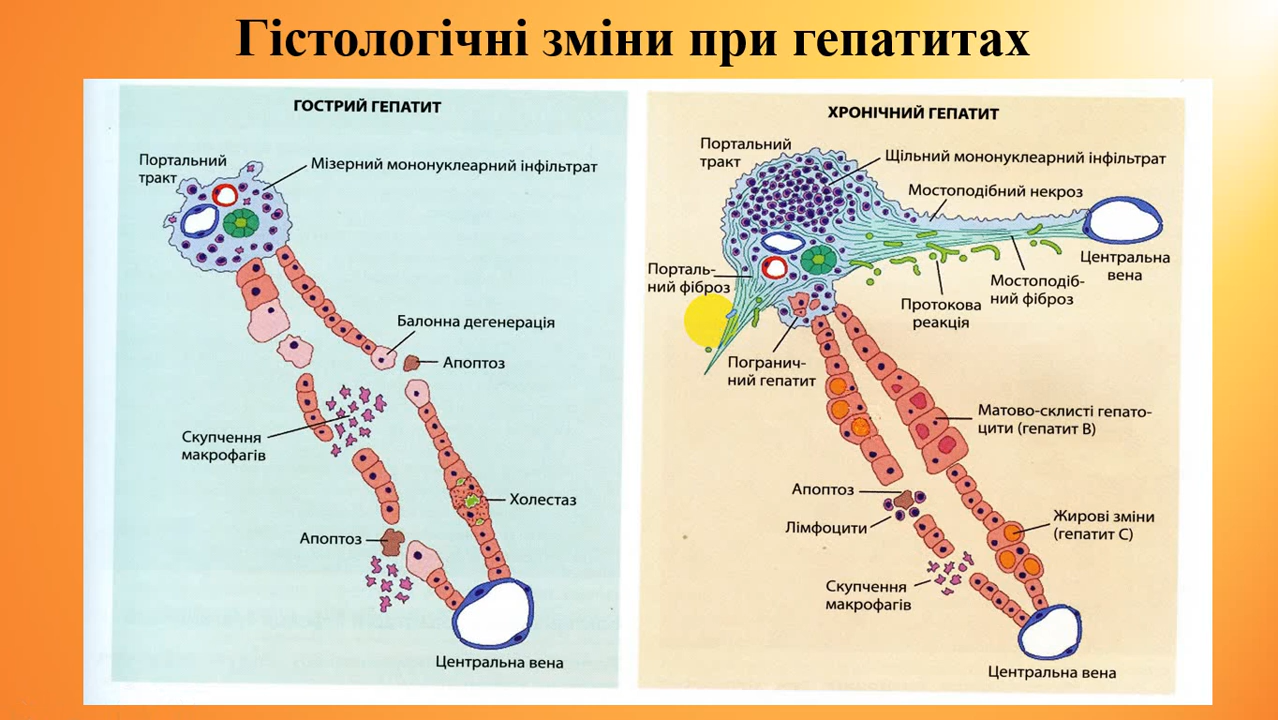 Гістологічні зміни при гепатитах
ГОСТРИЙ ГЕПАТИТ
Портальний
тракт
Мізерний мононуклеарний інфільтрат
Балонна дегенерація
Апоптоз
Скупчення
макрофагів
Холестаз
Апоптоз
Центральна вена
ХРОНІЧНИЙ ГЕПАТИТ
Портальний
тракт
Щільний мононуклеарний інфільтрат
Мостоподібний некроз
Центральна
вена
Порталь-
ний фіброз
Мостоподіб-
ний фіброз
Протокова
реакція
Погранич-
ний гепатит
Матово-склисті гепато-
цити (гепатит В)
Апоптоз
Лімфоцити
Жирові зміни
(гепатит С)
Скупчення
макрофагів
Центральна вена